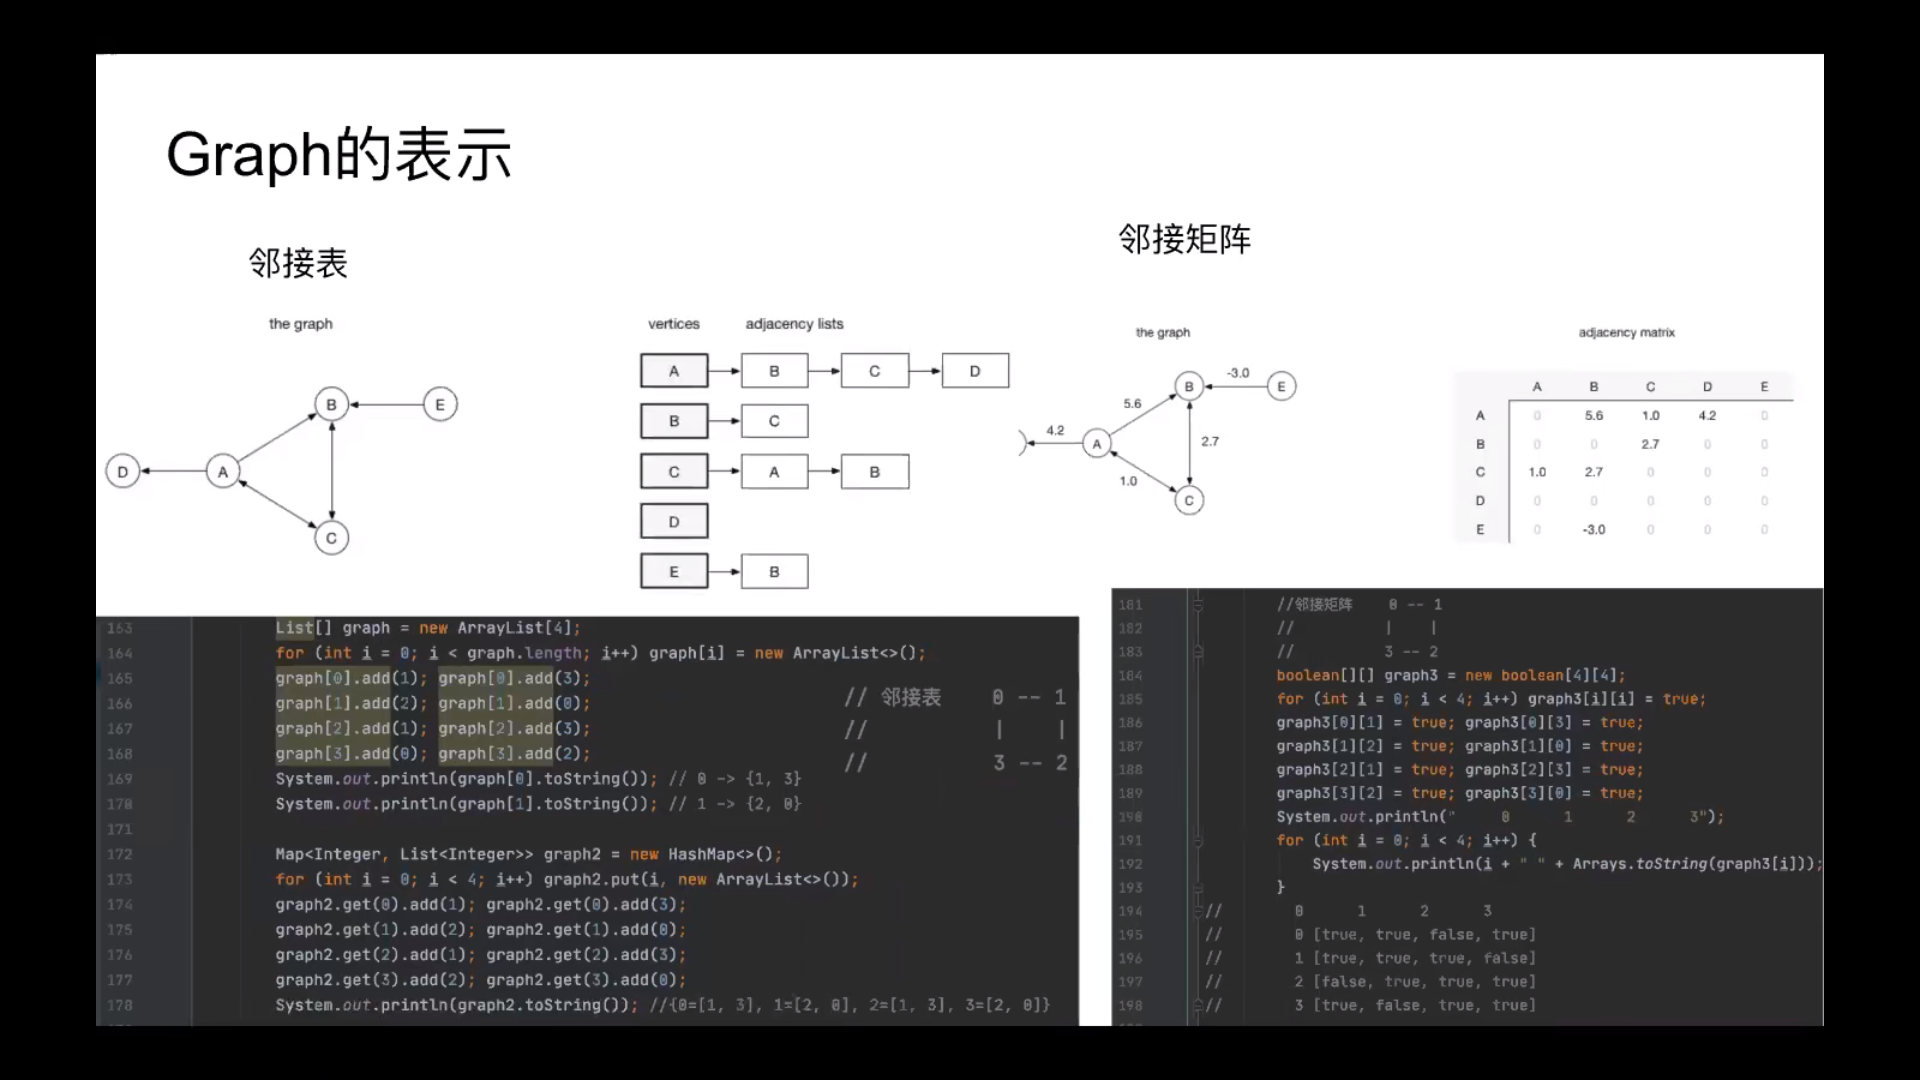 Graph的表示
邻接表
the graph
B
E
D
A
C
vertices
adjacency lists
A B C D
B C
C A B
D
E B
163 List[] graph = new ArrayList[4];
164 for (int i = 0; i < graph.length; i++) graph[i] = new ArrayList<>();
165 graph[0].add(1); graph[0].add(3);
166 graph[1].add(2); graph[1].add(0);
167 graph[2].add(1); graph[2].add(3);
168 graph[3].add(0); graph[3].add(2);
169 System.out.println(graph[0].toString()); // 0 -> {1, 3}
170 System.out.println(graph[1].toString()); // 1 -> {2, 0}
171
172 Map<Integer, List<Integer>> graph2 = new HashMap<>();
173 for (int i = 0; i < 4; i++) graph2.put(i, new ArrayList<>());
174 graph2.get(0).add(1); graph2.get(0).add(3);
175 graph2.get(1).add(2); graph2.get(1).add(0);
176 graph2.get(2).add(1); graph2.get(2).add(3);
177 graph2.get(3).add(2); graph2.get(3).add(0);
178 System.out.println(graph2.toString()); //{0=[1, 3], 1=[2, 0], 2=[1, 3], 3=[2, 0]}
// 邻接表 0 -- 1
// | |
// 3 -- 2
邻接矩阵
the graph
B
-3.0
E
5.6
4.2
A
2.7
1.0
C
adjacency matrix
A B C D E
A 0 5.6 1.0 4.2 0
B 0 0 2.7 0 0
C 1.0 2.7 0 0 0
D 0 0 0 0 0
E 0 -3.0 0 0 0
181 //邻接矩阵 0 -- 1
182 // | |
183 // 3 -- 2
184 boolean[][] graph3 = new boolean[4][4];
185 for (int i = 0; i < 4; i++) graph3[i][i] = true;
186 graph3[0][1] = true; graph3[0][3] = true;
187 graph3[1][2] = true; graph3[1][0] = true;
188 graph3[2][1] = true; graph3[2][3] = true;
189 graph3[3][2] = true; graph3[3][0] = true;
190 System.out.println(" 0 1 2 3");
191 for (int i = 0; i < 4; i++) {
192 System.out.println(i + " " + Arrays.toString(graph3[i]));
193 }
194 // 0 1 2 3
195 // 0 [true, true, false, true]
196 // 1 [true, true, true, false]
197 // 2 [false, true, true, true]
198 // 3 [true, false, true, true]